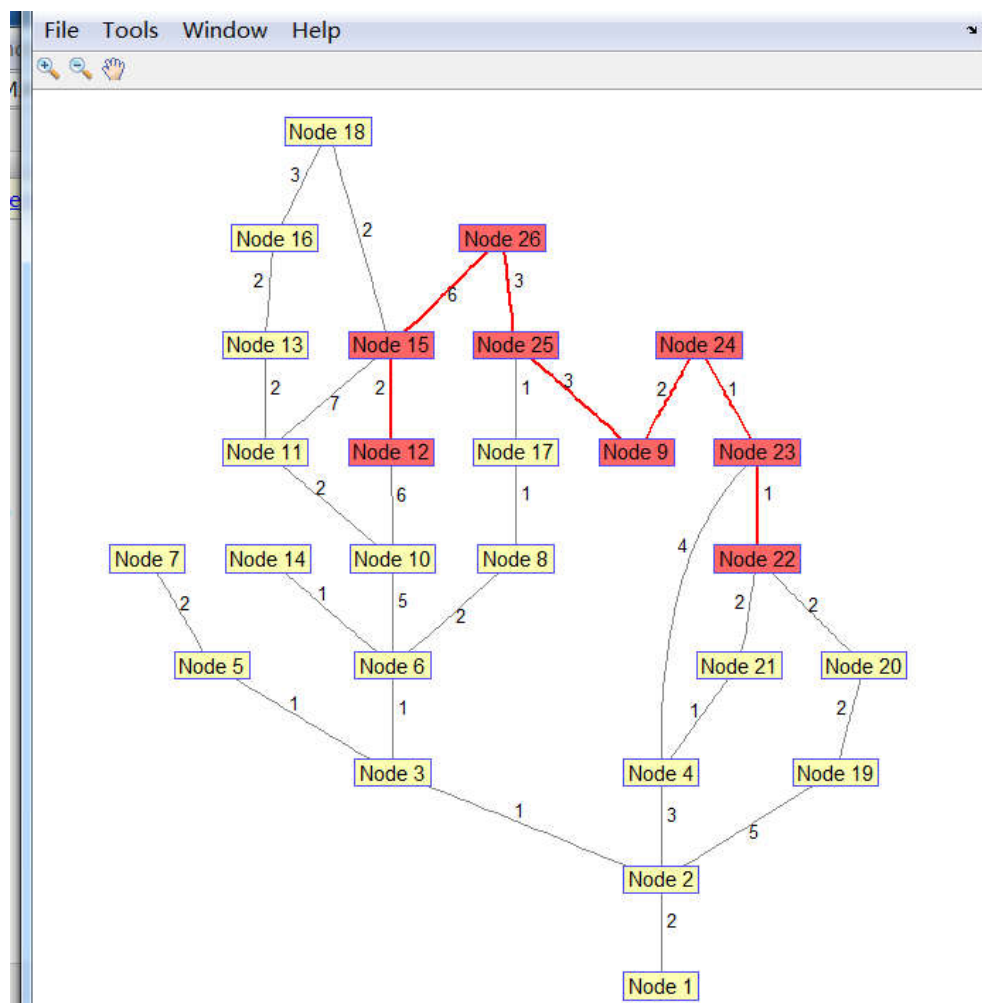 File Tools Window Help
Node 18
3
2
Node 16
Node 26
2
6
3
Node 13
Node 15
Node 25
Node 24
2
7
2
1
3
2
1
Node 11
Node 12
Node 17
Node 9
Node 23
2
6
1
1
4
Node 7
Node 14
Node 10
Node 8
Node 22
2
1
5
2
2
2
Node 5
Node 6
Node 21
Node 20
1
1
1
2
Node 3
Node 4
Node 19
1
3
5
Node 2
2
Node 1